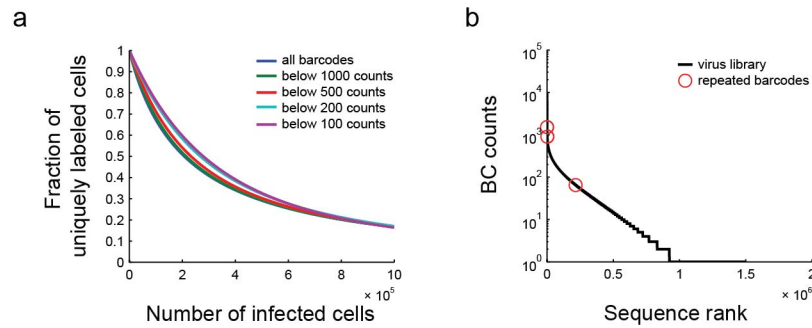 a
Fraction of
uniquely labeled cells
1
0.9
0.8
0.7
0.6
0.5
0.4
0.3
0.2
0.1
0
all barcodes
below 1000 counts
below 500 counts
below 200 counts
below 100 counts
0 2 4 6 8 10
× 10⁵
Number of infected cells
b
BC counts
10⁵
10⁴
10³
10²
10¹
10⁰
virus library
repeated barcodes
0 0.5 1 1.5 2
× 10⁶
Sequence rank